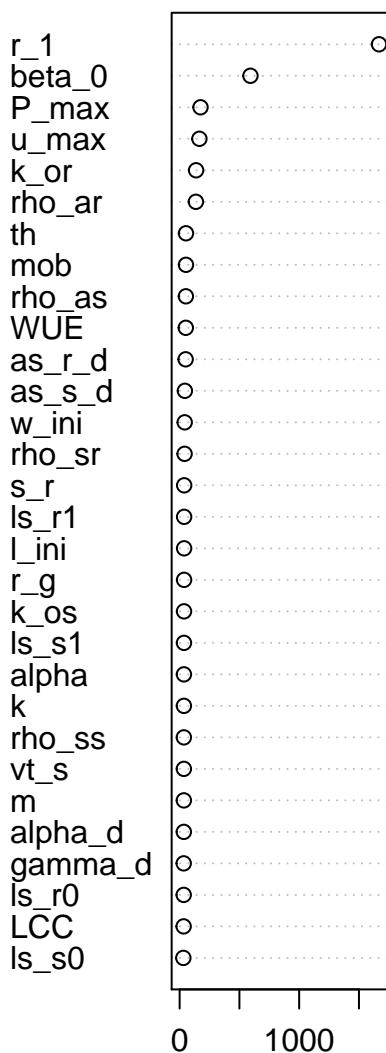 r_1
beta_0
P_max
u_max
k_or
rho_ar
th
mob
rho_as
WUE
as_r_d
as_s_d
w_ini
rho_sr
s_r
ls_r1
l_ini
r_g
k_os
ls_s1
alpha
k
rho_ss
vt_s
m
alpha_d
gamma_d
ls_r0
LCC
ls_s0
0 1000